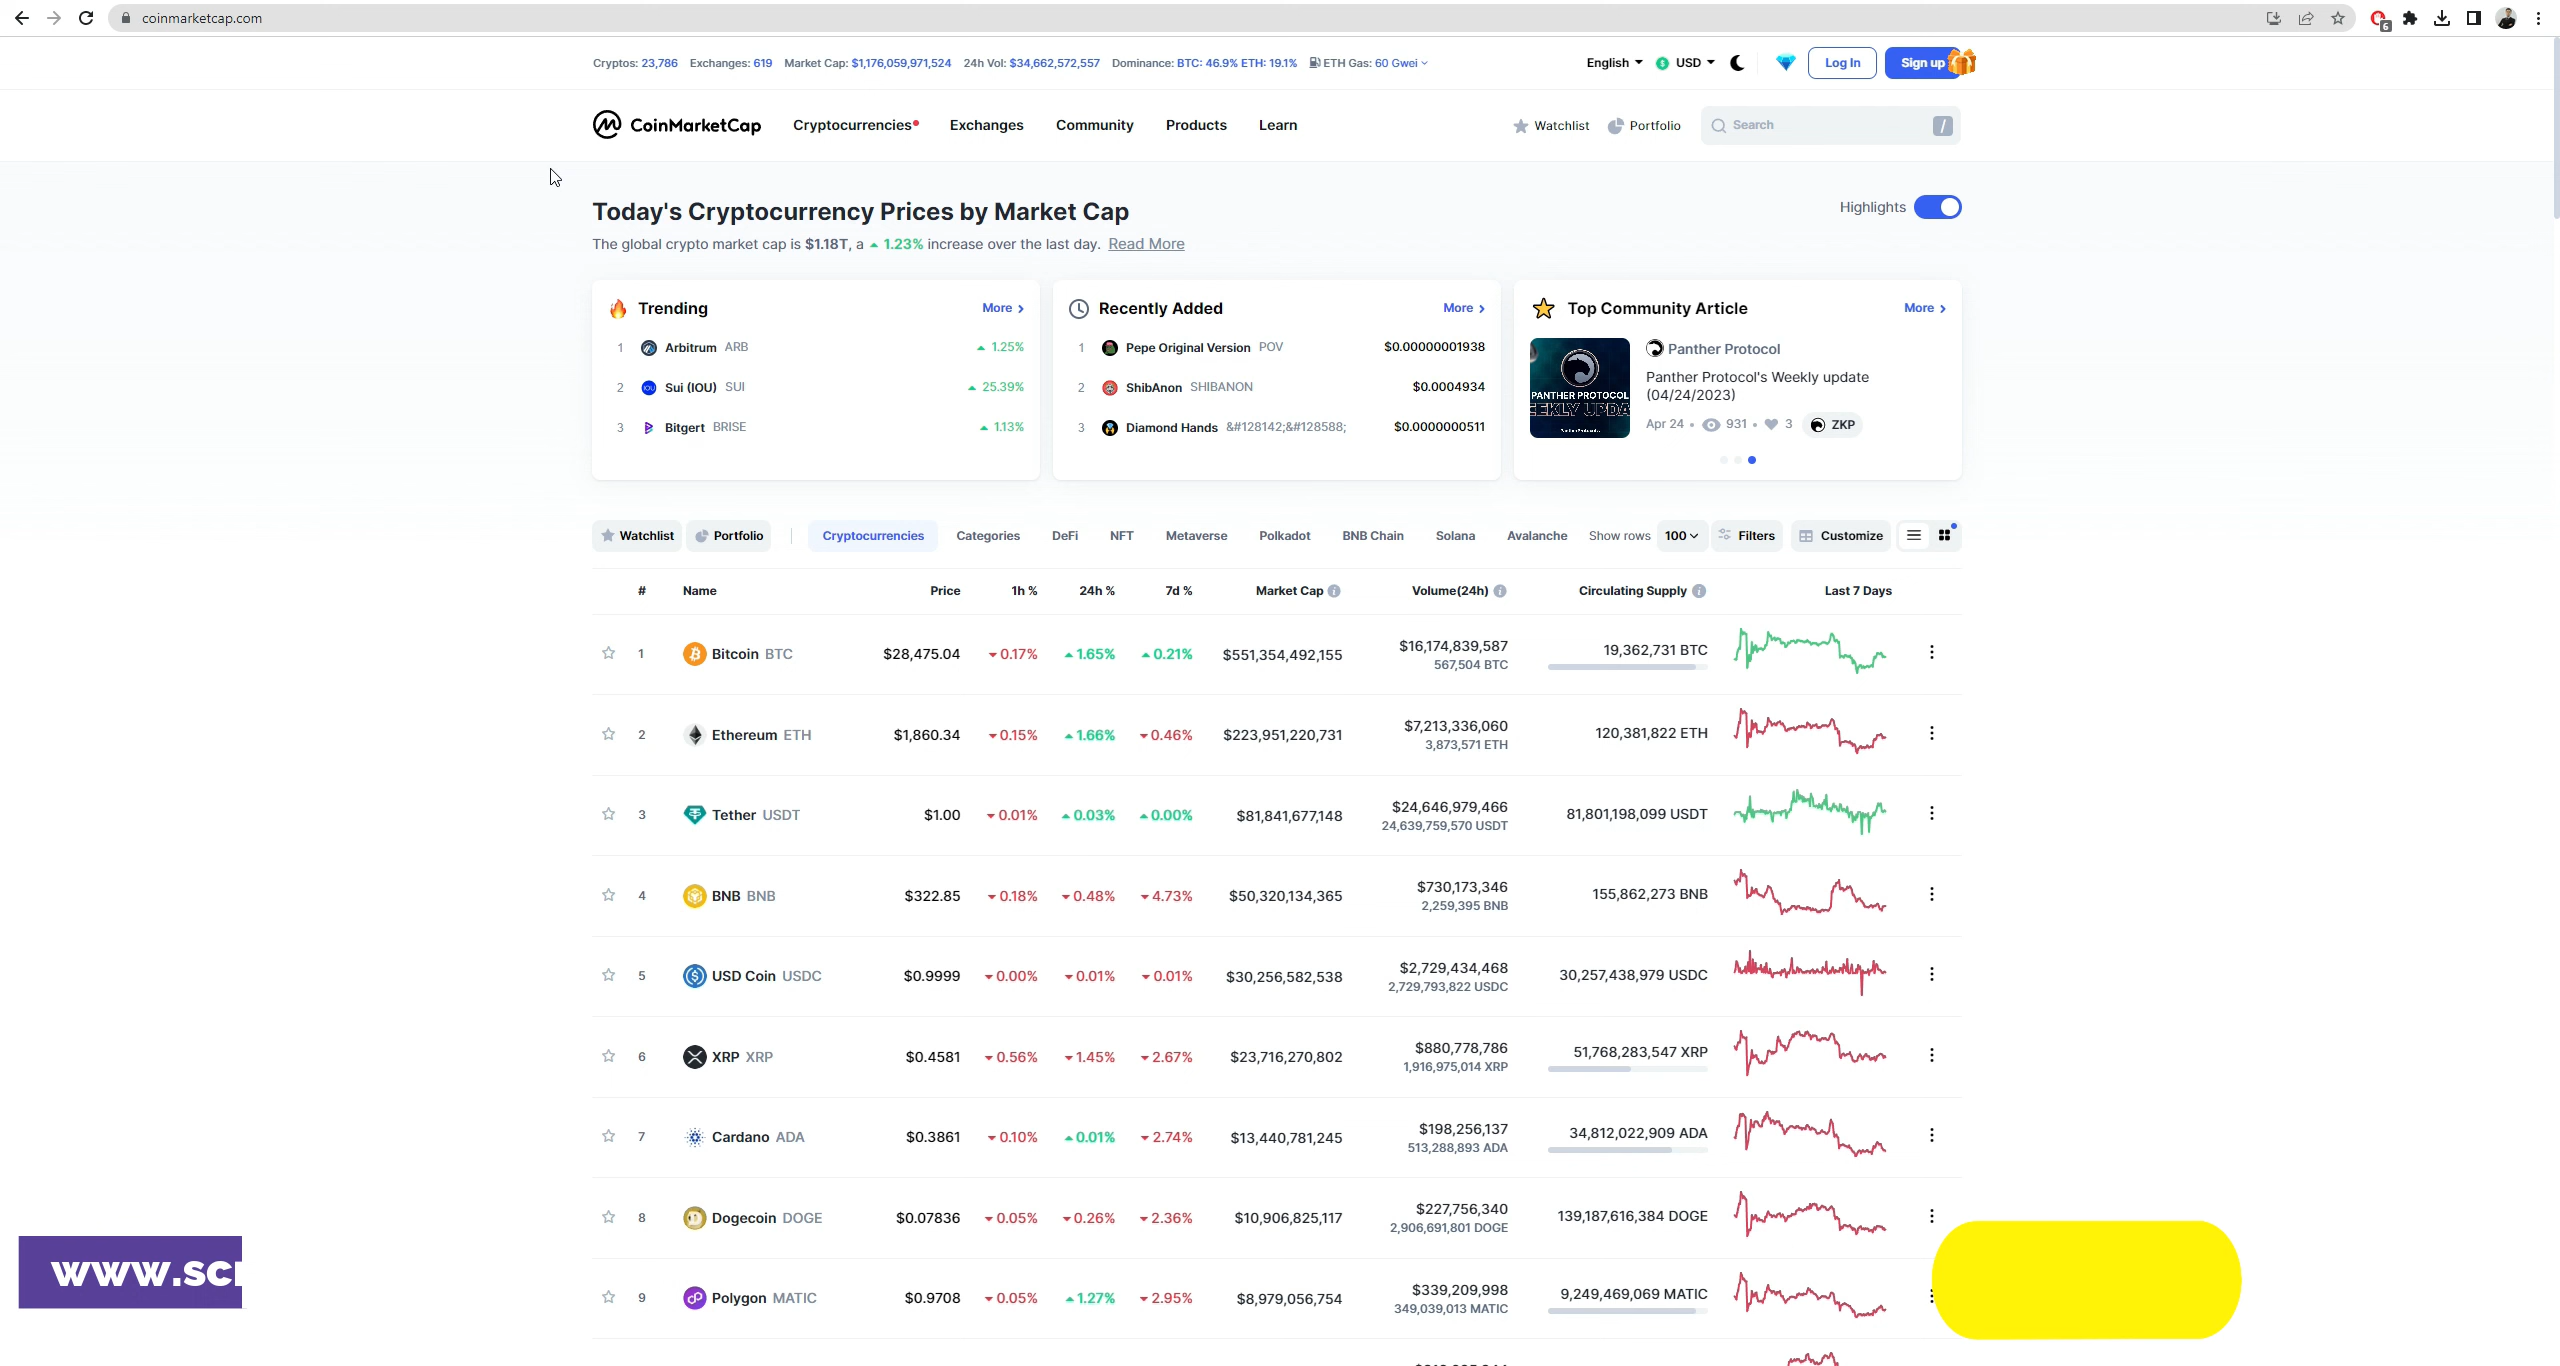 coinmarketcap.com
6
Cryptos: 23,786 Exchanges: 619 Market Cap: $1,176,059,971,524 24h Vol: $34,662,572,557 Dominance: BTC: 46.9% ETH: 19.1% ETH Gas: 60 Gwei
English USD Log In Sign up
CoinMarketCap Cryptocurrencies Exchanges Community Products Learn Watchlist Portfolio Search /
Today's Cryptocurrency Prices by Market Cap
Highlights
The global crypto market cap is $1.18T, a 1.23% increase over the last day. Read More
Trending More
1 Arbitrum ARB 1.25%
2 Sui (IOU) SUI 25.39%
3 Bitgert BRISE 1.13%
Recently Added More
1 Pepe Original Version POV $0.00000001938
2 ShibAnon SHIBANON $0.0004934
3 Diamond Hands &#128142;&#128588; $0.0000000511
Top Community Article More
PANTHER PROTOCOL
Panther Protocol
Panther Protocol's Weekly update
(04/24/2023)
Apr 24 • 931 • 3 ZKP
Watchlist Portfolio Cryptocurrencies Categories DeFi NFT Metaverse Polkadot BNB Chain Solana Avalanche Show rows 100 Filters Customize
# Name Price 1h % 24h % 7d % Market Cap Volume(24h) Circulating Supply Last 7 Days
1 Bitcoin BTC $28,475.04 0.17% 1.65% 0.21% $551,354,492,155 $16,174,839,587 19,362,731 BTC
567,504 BTC
2 Ethereum ETH $1,860.34 0.15% 1.66% 0.46% $223,951,220,731 $7,213,336,060 120,381,822 ETH
3,873,571 ETH
3 Tether USDT $1.00 0.01% 0.03% 0.00% $81,841,677,148 $24,646,979,466 81,801,198,099 USDT
24,639,759,570 USDT
4 BNB BNB $322.85 0.18% 0.48% 4.73% $50,320,134,365 $730,173,346 155,862,273 BNB
2,259,395 BNB
5 USD Coin USDC $0.9999 0.00% 0.01% 0.01% $30,256,582,538 $2,729,434,468 30,257,438,979 USDC
2,729,793,822 USDC
6 XRP XRP $0.4581 0.56% 1.45% 2.67% $23,716,270,802 $880,778,786 51,768,283,547 XRP
1,916,975,014 XRP
7 Cardano ADA $0.3861 0.10% 0.01% 2.74% $13,440,781,245 $198,256,137 34,812,022,909 ADA
513,288,893 ADA
8 Dogecoin DOGE $0.07836 0.05% 0.26% 2.36% $10,906,825,117 $227,756,340 139,187,616,384 DOGE
2,906,691,801 DOGE
9 Polygon MATIC $0.9708 0.05% 1.27% 2.95% $8,979,056,754 $339,209,998 9,249,469,069 MATIC
349,039,013 MATIC
www.sc